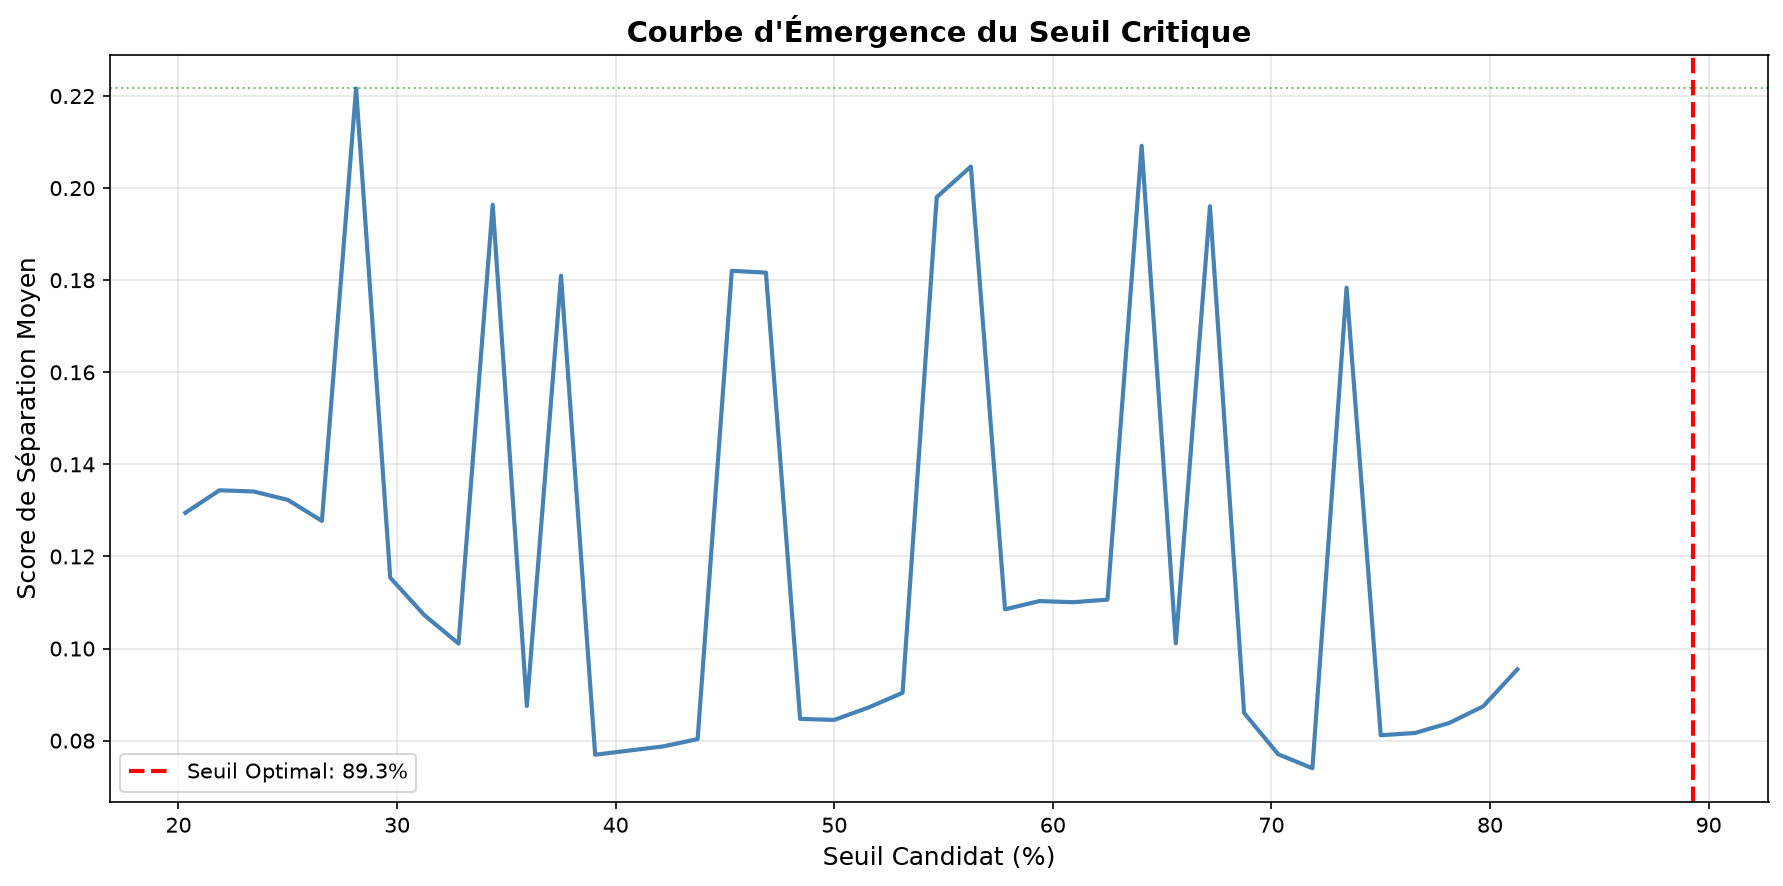 Courbe d'Émergence du Seuil Critique
Score de Séparation Moyen
0.22
0.20
0.18
0.16
0.14
0.12
0.10
0.08
Seuil Optimal: 89.3%
20 30 40 50 60 70 80 90
Seuil Candidat (%)